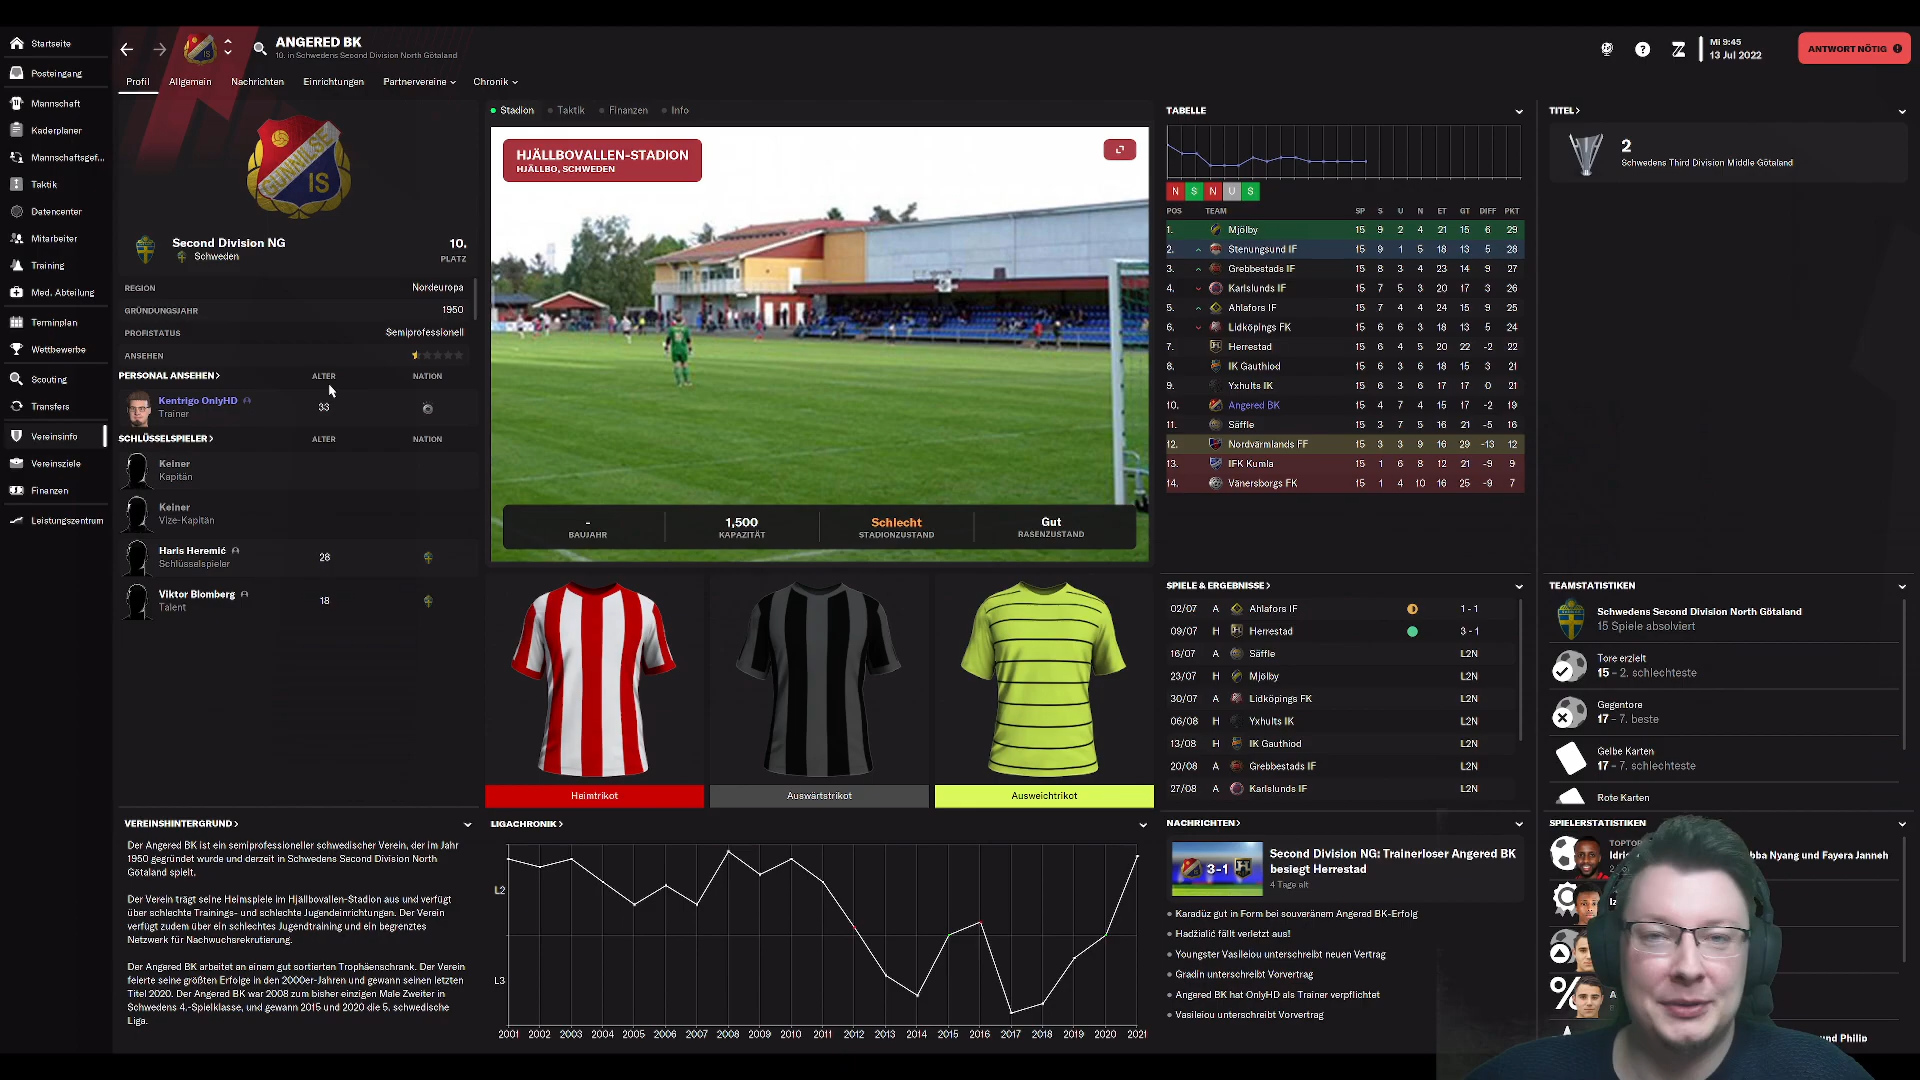 Startseite
Posteingang
Mannschaft
Kaderplaner
Mannschaftsgef...
Taktik
Datencenter
Mitarbeiter
Training
Med. Abteilung
Terminplan
Wettbewerbe
Scouting
Transfers
Vereinsinfo
Vereinsziele
Finanzen
Leistungszentrum
ANGERED BK
10. in Schwedens Second Division North Götaland
Mi 9:45
13 Jul 2022
ANTWORT NÖTIG
Profil Allgemein Nachrichten Einrichtungen Partnervereine Chronik
GUNNILSE
IS
Second Division NG 10.
Schweden PLATZ
REGION Nordeuropa
GRÜNDUNGSJAHR 1950
PROFISTATUS Semiprofessionell
ANSEHEN
PERSONAL ANSEHEN> ALTER NATION
Kentrigo OnlyHD
Trainer 33
SCHLÜSSELSPIELER> ALTER NATION
Keiner
Kapitän
Keiner
Vize-Kapitän
Haris Heremić
Schlüsselspieler 28
Viktor Blomberg
Talent 18
VEREINSHINTERGRUND>
Der Angered BK ist ein semiprofessioneller schwedischer Verein, der im Jahr
1950 gegründet wurde und derzeit in Schwedens Second Division North
Götaland spielt.
Der Verein trägt seine Heimspiele im Hjällbovallen-Stadion aus und verfügt
über schlechte Trainings- und schlechte Jugendeinrichtungen. Der Verein
verfügt zudem über ein schlechtes Jugendtraining und ein begrenztes
Netzwerk für Nachwuchsrekrutierung.
Der Angered BK arbeitet an einem gut sortierten Trophäenschrank. Der Verein
feierte seine größten Erfolge in den 2000er-Jahren und gewann seinen letzten
Titel 2020. Der Angered BK war 2008 zum bisher einzigen Male Zweiter in
Schwedens 4.-Spielklasse, und gewann 2015 und 2020 die 5. schwedische
Liga.
Stadion Taktik Finanzen Info
HJÄLLBOVALLEN-STADION
HJÄLLBO, SCHWEDEN
- 1,500 Schlecht Gut
BAUJAHR KAPAZITÄT STADIONZUSTAND RASENZUSTAND
Heimtrikot Auswärtstrikot Ausweichtrikot
LIGACHRONIK>
L2
L3
2001 2002 2003 2004 2005 2006 2007 2008 2009 2010 2011 2012 2013 2014 2015 2016 2017 2018 2019 2020 2021
TABELLE
N S N U S
POS TEAM SP S U N ET GT DIFF PKT
1. Mjölby 15 9 2 4 21 15 6 29
2. Stenungsund IF 15 9 1 5 18 13 5 28
3. Grebbestads IF 15 8 3 4 23 14 9 27
4. Karlslunds IF 15 7 5 3 20 17 3 26
5. Ahlafors IF 15 7 4 4 24 15 9 25
6. Lidköpings FK 15 6 6 3 18 13 5 24
7. Herrestad 15 6 4 5 20 22 -2 22
8. IK Gauthiod 15 6 3 6 18 15 3 21
9. Yxhults IK 15 6 3 6 17 17 0 21
10. Angered BK 15 4 7 4 15 17 -2 19
11. Säffle 15 3 7 5 16 21 -5 16
12. Nordvärmlands FF 15 3 3 9 16 29 -13 12
13. IFK Kumla 15 1 6 8 12 21 -9 9
14. Vänersborgs FK 15 1 4 10 16 25 -9 7
SPIELE & ERGEBNISSE>
02/07 A Ahlafors IF 1 - 1
09/07 H Herrestad 3 - 1
16/07 A Säffle L2N
23/07 H Mjölby L2N
30/07 A Lidköpings FK L2N
06/08 H Yxhults IK L2N
13/08 H IK Gauthiod L2N
20/08 A Grebbestads IF L2N
27/08 A Karlslunds IF L2N
NACHRICHTEN>
3-1
Second Division NG: Trainerloser Angered BK
besiegt Herrestad
4 Tage alt
Karadüz gut in Form bei souveränem Angered BK-Erfolg
Hadžialić fällt verletzt aus!
Youngster Vasileiou unterschreibt neuen Vertrag
Gradin unterschreibt Vorvertrag
Angered BK hat OnlyHD als Trainer verpflichtet
Vasileiou unterschreibt Vorvertrag
TITEL>
2
Schwedens Third Division Middle Götaland
TEAMSTATISTIKEN
Schwedens Second Division North Götaland
15 Spiele absolviert
Tore erzielt
15 - 2. schlechteste
Gegentore
17 - 7. beste
Gelbe Karten
17 - 7. schlechteste
Rote Karten
SPIELERSTATISTIKEN
Nyang und Fayera Janneh
und Philip